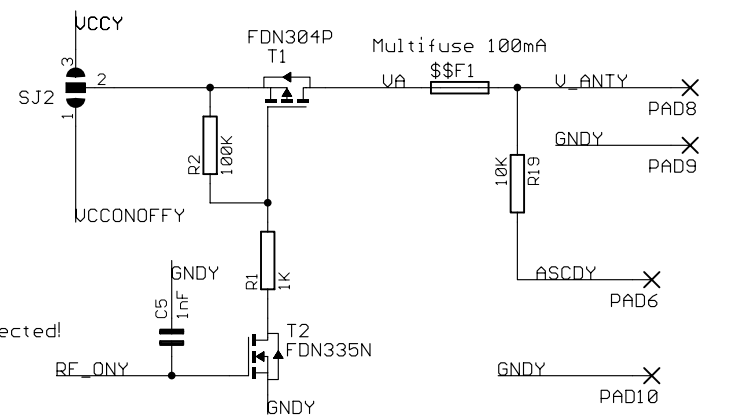 VCCY
FDN304P
T1
Multifuse 100mA
$$F1
3
2
SJ2
1
VA
V_ANTY
PAD8
R2
100K
GNDY
PAD9
10K
R19
VCCONOFFY
R1
1K
GNDY
C5
1nF
ASCDY
PAD6
ected!
T2
FDN335N
RF_ONY
GNDY
GNDY
PAD10